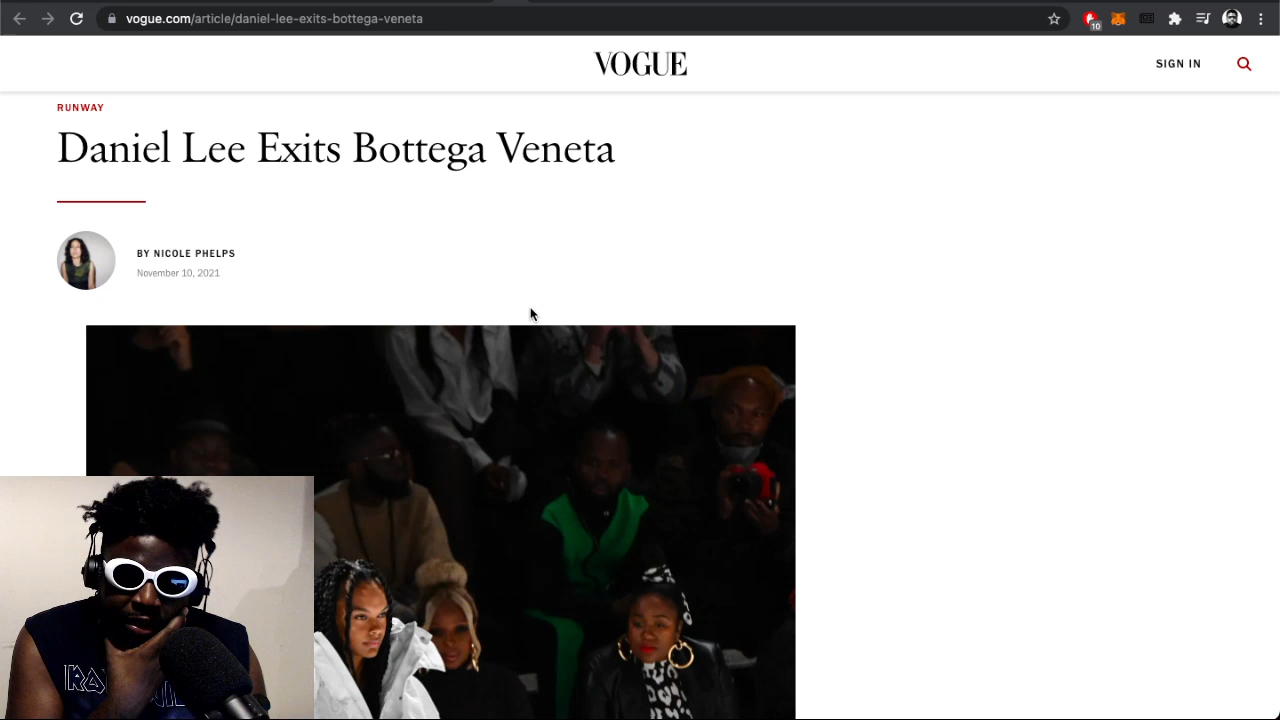 vogue.com/article/daniel-lee-exits-bottega-veneta
10
VOGUE
SIGN IN
RUNWAY
Daniel Lee Exits Bottega Veneta
BY NICOLE PHELPS
November 10, 2021